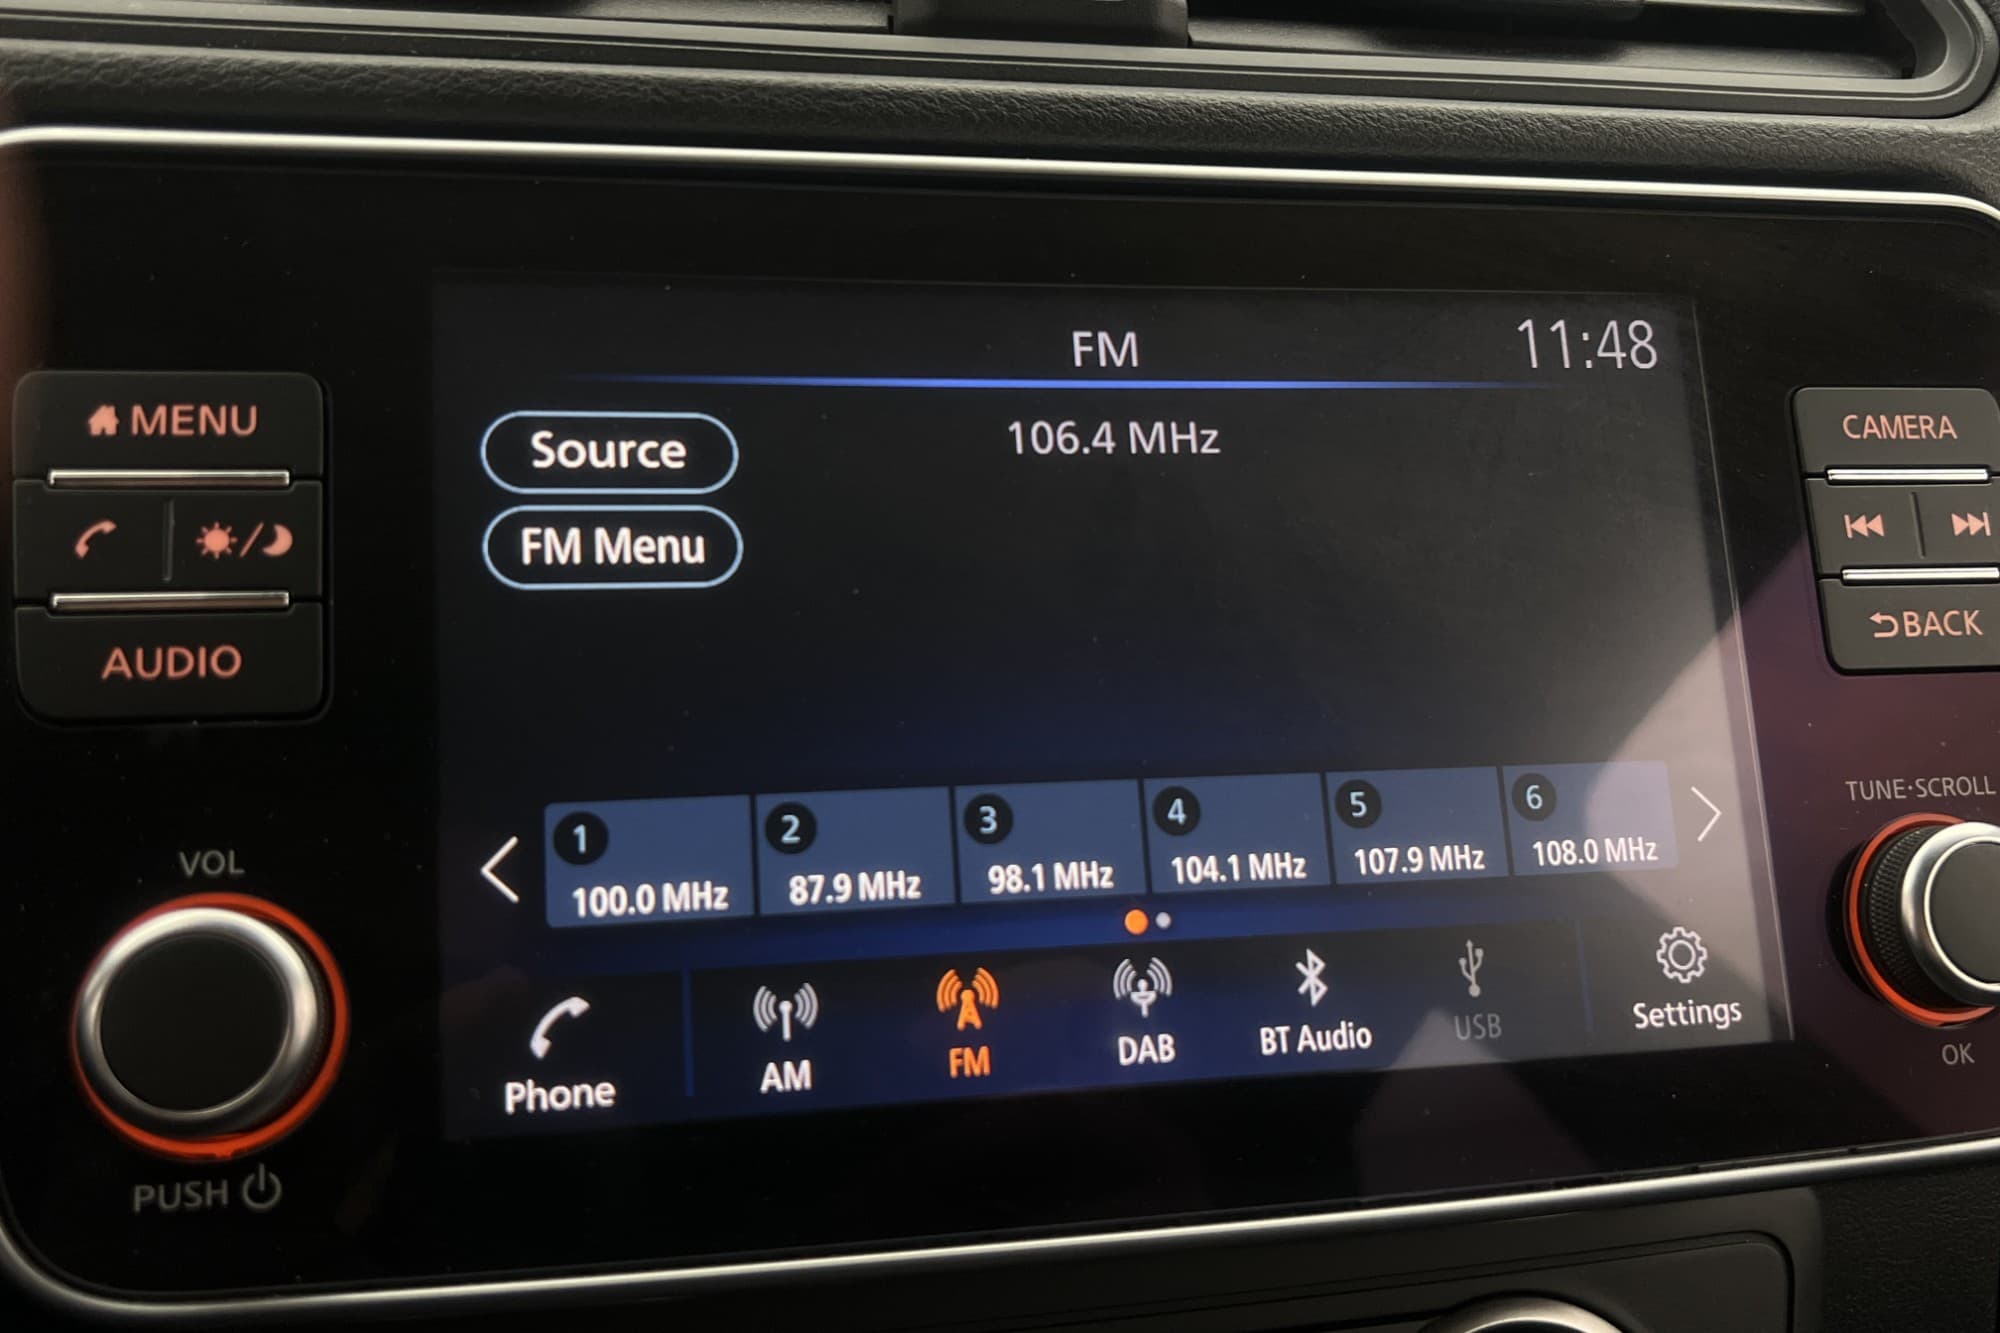 FM
11:48
MENU
Source
106.4 MHz
CAMERA
FM Menu
BACK
AUDIO
1
2
3
4
5
6
100.0 MHz
87.9 MHz
98.1 MHz
104.1 MHz
107.9 MHz
108.0 MHz
TUNE·SCROLL
VOL
Phone
AM
FM
DAB
BT Audio
USB
Settings
OK
PUSH